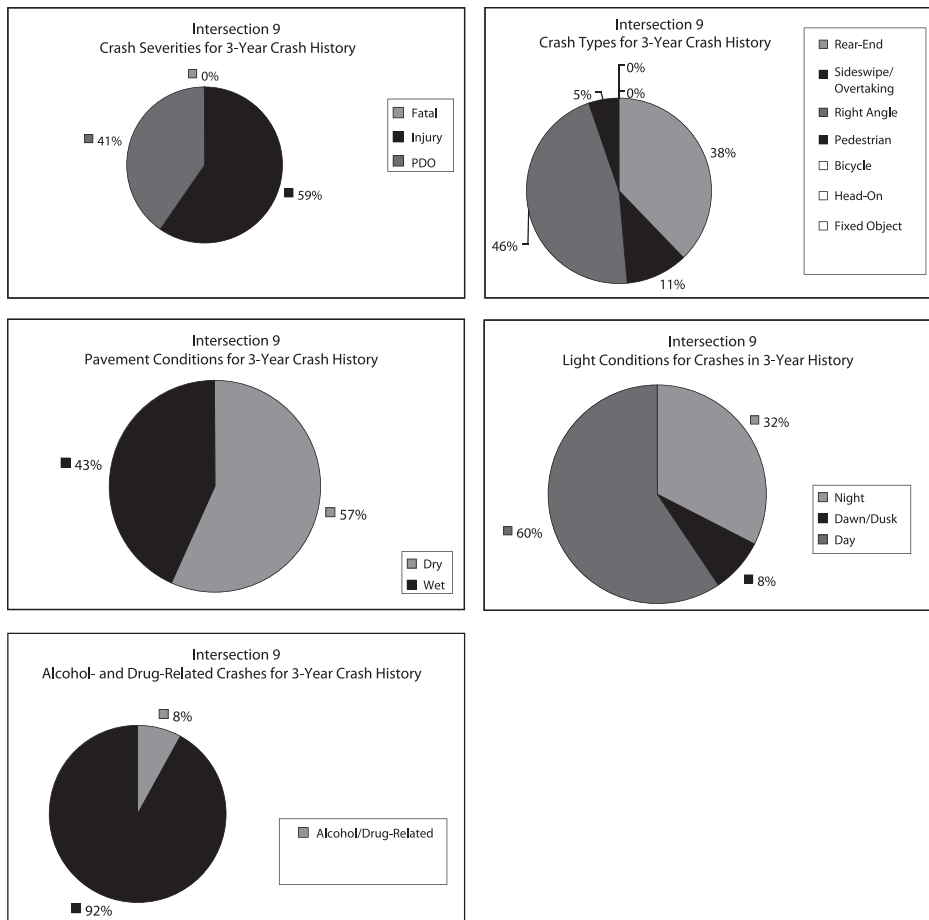 Intersection 9
Crash Severities for 3-Year Crash History
0%
41%
59%
Fatal
Injury
PDO
Intersection 9
Crash Types for 3-Year Crash History
0%
0%
5%
38%
46%
11%
Rear-End
Sideswipe/
Overtaking
Right Angle
Pedestrian
Bicycle
Head-On
Fixed Object
Intersection 9
Pavement Conditions for 3-Year Crash History
43%
57%
Dry
Wet
Intersection 9
Light Conditions for Crashes in 3-Year History
32%
60%
8%
Night
Dawn/Dusk
Day
Intersection 9
Alcohol- and Drug-Related Crashes for 3-Year Crash History
8%
92%
Alcohol/Drug-Related